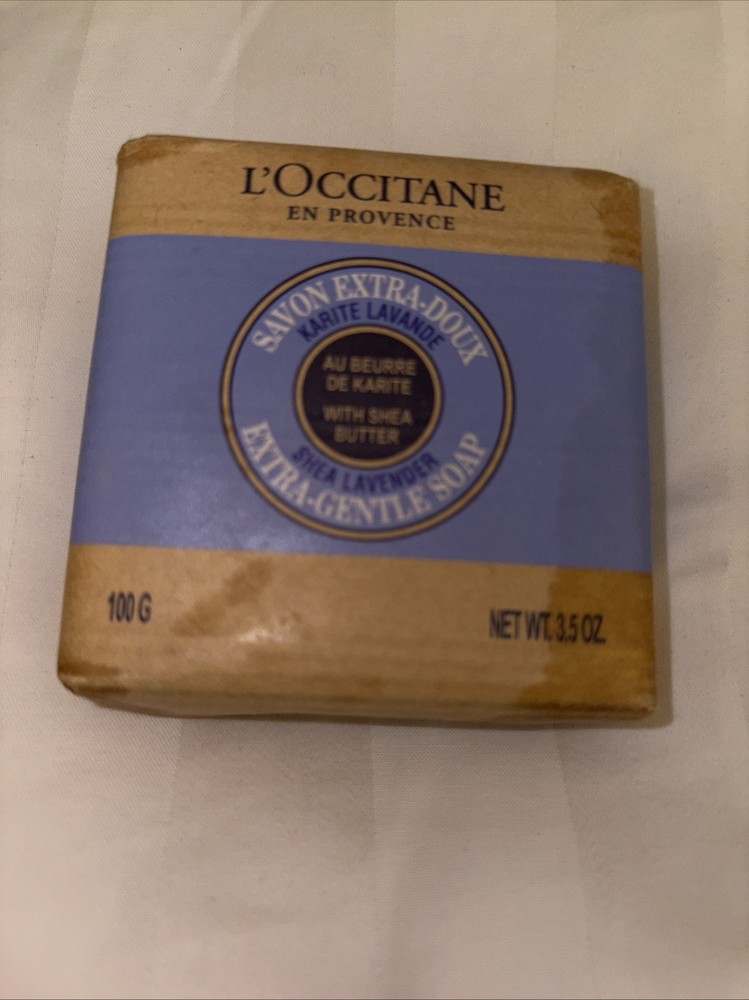 L'OCCITANE
EN PROVENCE
SAVON EXTRA-DOUX
KARITE LAVANDE
AU BEURRE
DE KARITE
WITH SHEA
BUTTER
SHEA LAVENDER
EXTRA-GENTLE SOAP
100 G
NET WT. 3.5 OZ.